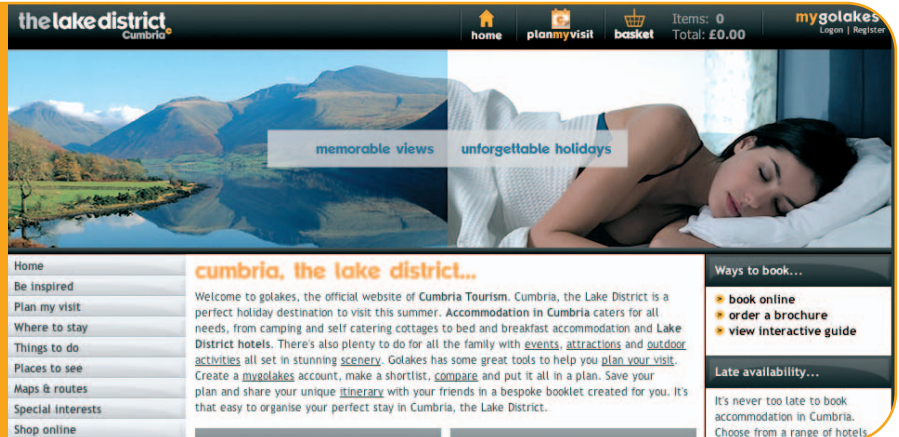 the lake district
Cumbria
home
planmyvisit
basket
Items: 0
Total: £0.00
mygolakes
Logon | Register
memorable views
unforgettable holidays
Home
Be inspired
Plan my visit
Where to stay
Things to do
Places to see
Maps & routes
Special interests
Shop online
cumbria, the lake district...
Welcome to golakes, the official website of Cumbria Tourism. Cumbria, the Lake District is a
perfect holiday destination to visit this summer. Accommodation in Cumbria caters for all
needs, from camping and self catering cottages to bed and breakfast accommodation and Lake
District hotels. There's also plenty to do for all the family with events, attractions and outdoor
activities all set in stunning scenery. Golakes has some great tools to help you plan your visit.
Create a mygolakes account, make a shortlist, compare and put it all in a plan. Save your
plan and share your unique itinerary with your friends in a bespoke booklet created for you. It's
that easy to organise your perfect stay in Cumbria, the Lake District.
Ways to book...
book online
order a brochure
view interactive guide
Late availability...
It's never too late to book
accommodation in Cumbria.
Choose from a range of hotels,